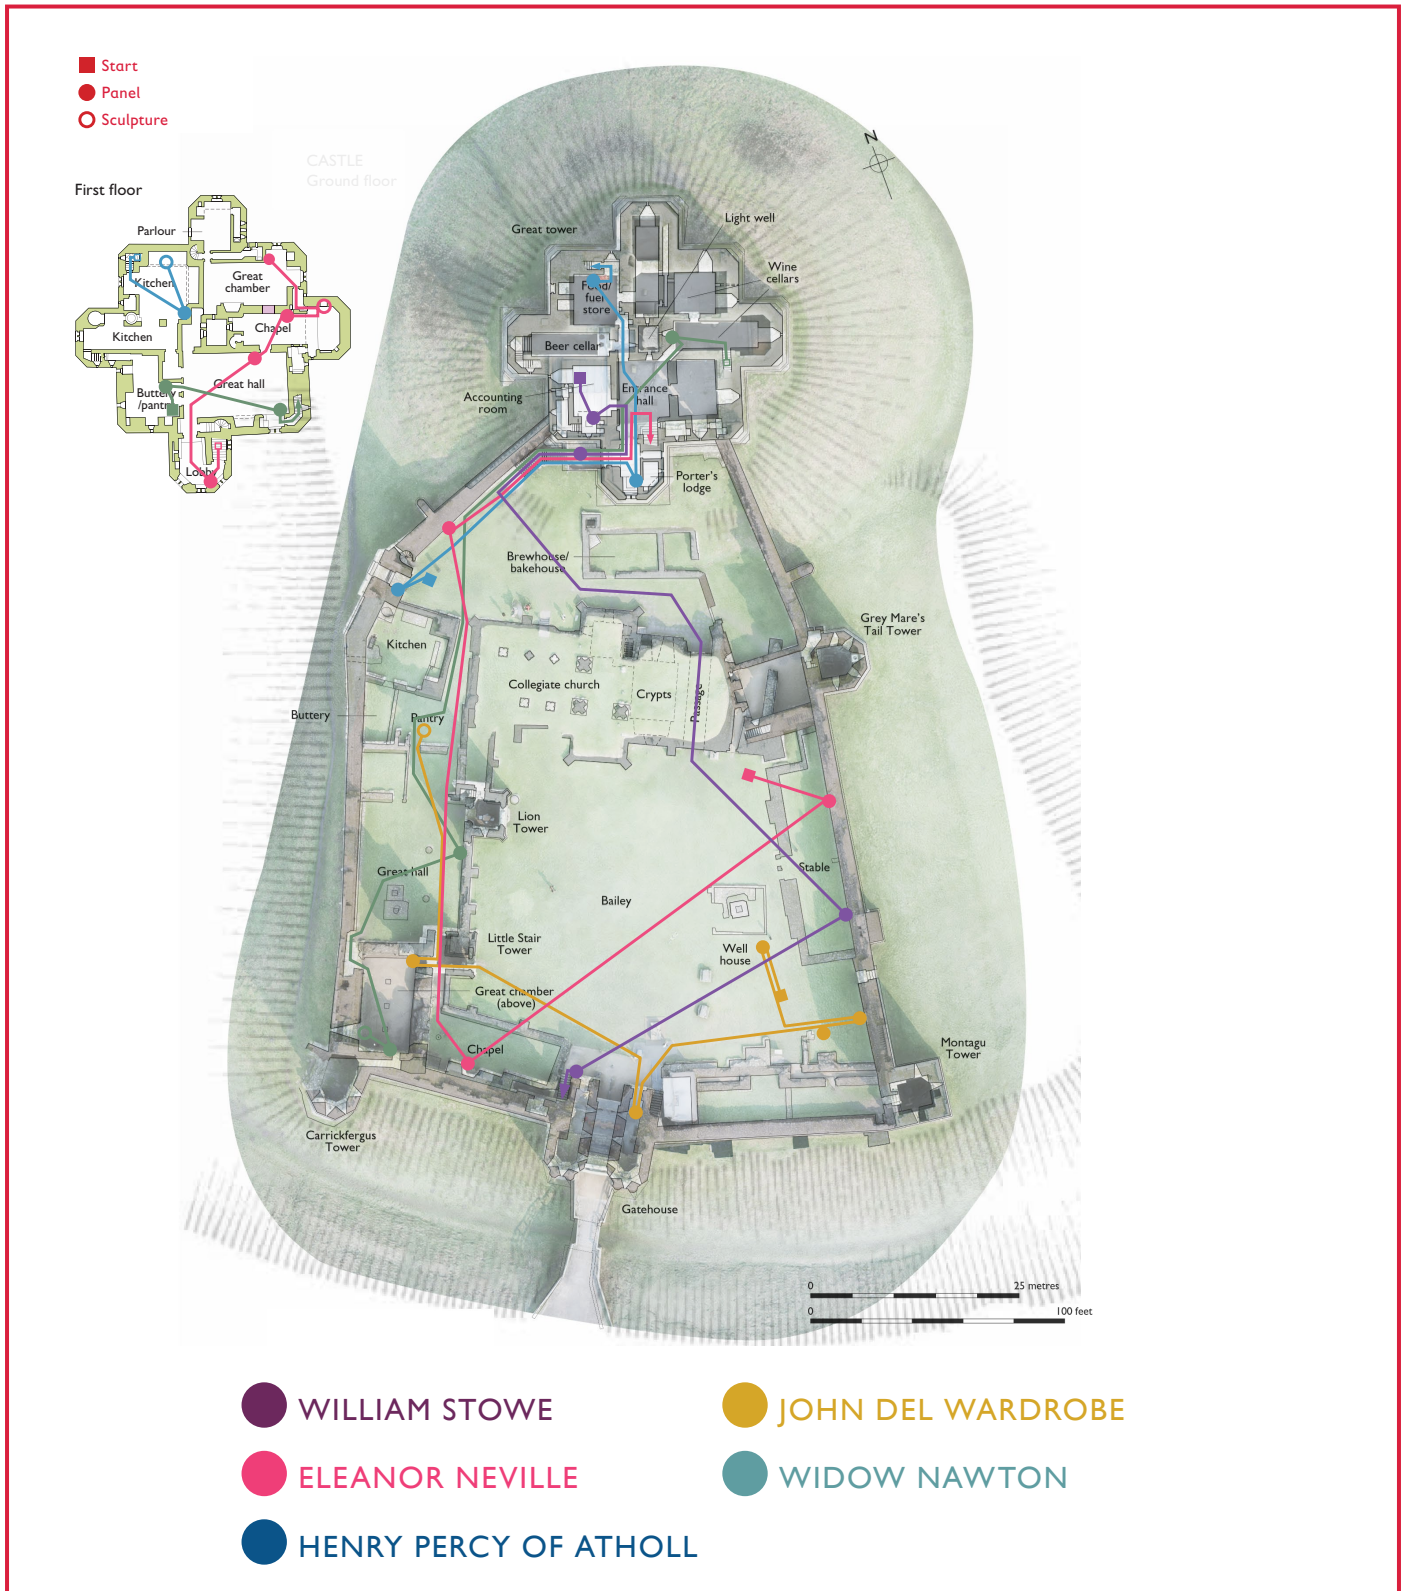 Start
Panel
Sculpture
CASTLE
Ground floor
N
First floor
Parlour
Kitchen
Great
chamber
Kitchen
Chapel
Great hall
Buttery
/pantry
Lobby
Great tower
Light well
Wine
cellars
Food/
fuel
store
Beer cellar
Accounting
room
Entrance
hall
Porter's
lodge
Brewhouse/
bakehouse
Grey Mare's
Tail Tower
Kitchen
Collegiate church
Crypts
Passage
Buttery
Pantry
Lion
Tower
Stable
Great hall
Bailey
Little Stair
Tower
Well
house
Great chamber
(above)
Chapel
Montagu
Tower
Carrickfergus
Tower
Gatehouse
0 25 metres
0 100 feet
WILLIAM STOWE
JOHN DEL WARDROBE
ELEANOR NEVILLE
WIDOW NAWTON
HENRY PERCY OF ATHOLL